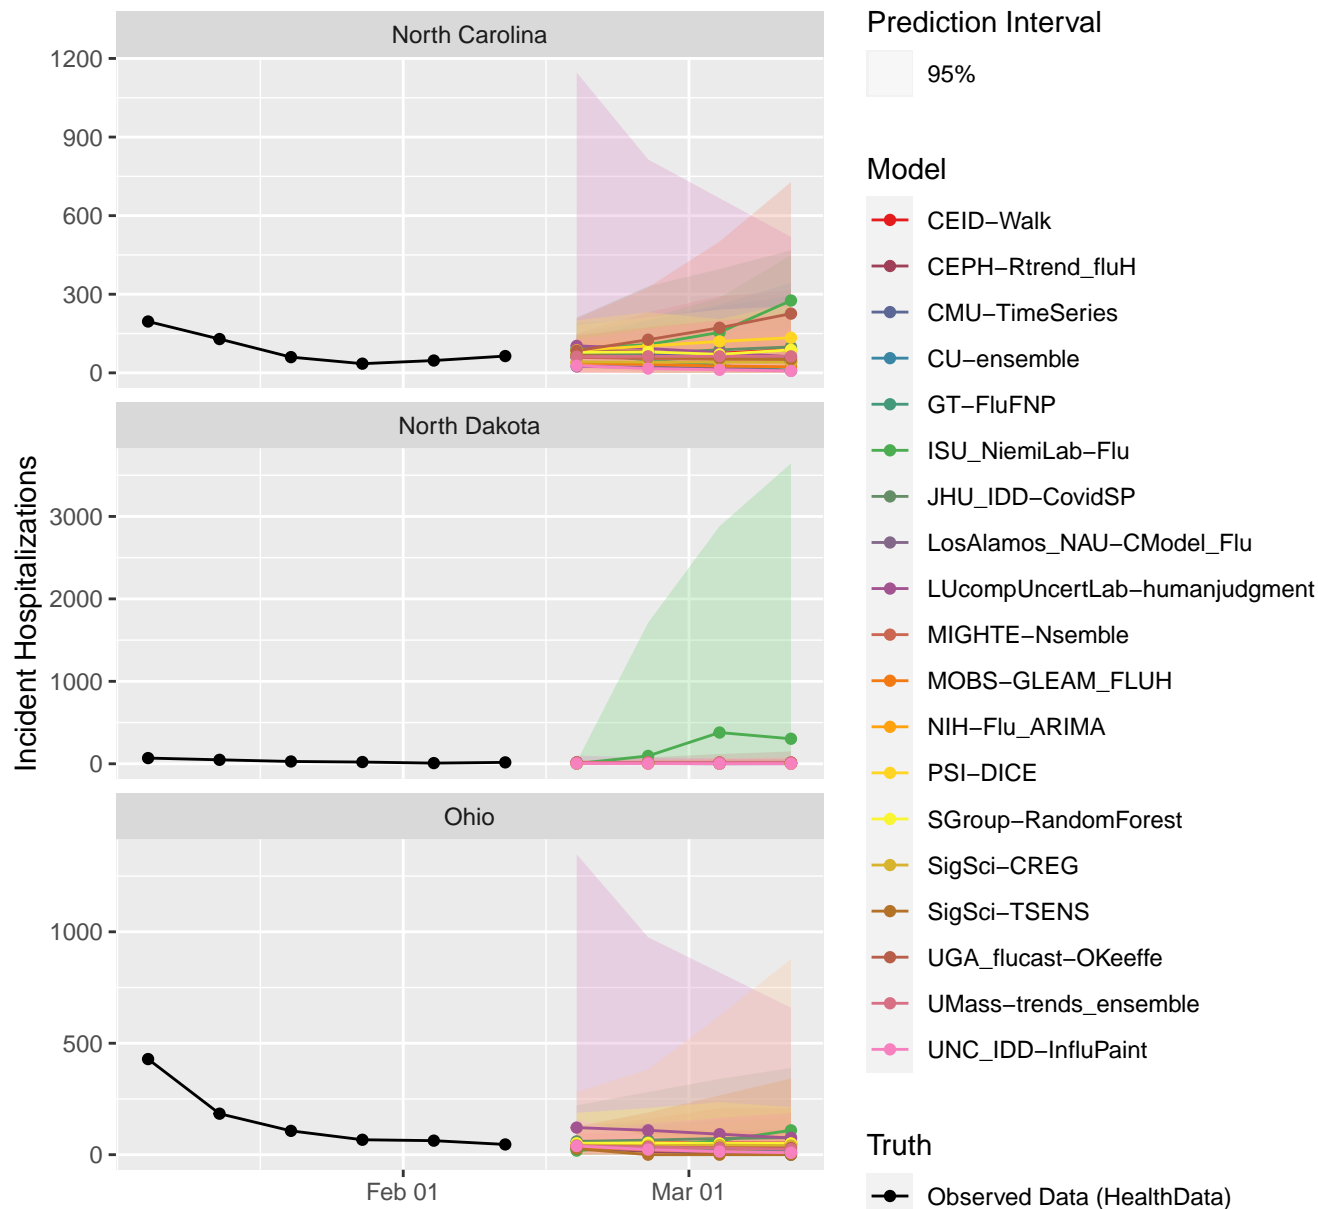 North Carolina
1200
900
600
300
0
North Dakota
3000
2000
1000
0
Ohio
1000
500
0
Feb 01
Mar 01
Incident Hospitalizations
Prediction Interval
95%
Model
CEID−Walk
CEPH−Rtrend_fluH
CMU−TimeSeries
CU−ensemble
GT−FluFNP
ISU_NiemiLab−Flu
JHU_IDD−CovidSP
LosAlamos_NAU−CModel_Flu
LUcompUncertLab−humanjudgment
MIGHTE−Nsemble
MOBS−GLEAM_FLUH
NIH−Flu_ARIMA
PSI−DICE
SGroup−RandomForest
SigSci−CREG
SigSci−TSENS
UGA_flucast−OKeeffe
UMass−trends_ensemble
UNC_IDD−InfluPaint
Truth
Observed Data (HealthData)